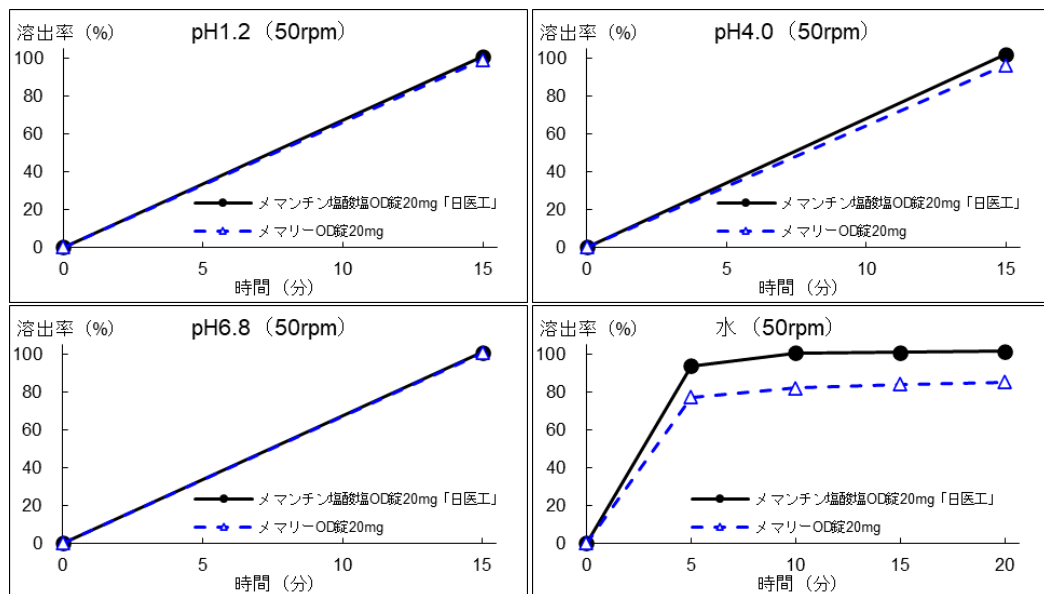 溶出率 (%)
pH1.2 (50rpm)
100
80
60
40
20
0
メマンチン塩酸塩OD錠20mg「日医工」
メマリーOD錠20mg
0 5 10 15
時間 (分)
溶出率 (%)
pH4.0 (50rpm)
100
80
60
40
20
0
メマンチン塩酸塩OD錠20mg「日医工」
メマリーOD錠20mg
0 5 10 15
時間 (分)
溶出率 (%)
pH6.8 (50rpm)
100
80
60
40
20
0
メマンチン塩酸塩OD錠20mg「日医工」
メマリーOD錠20mg
0 5 10 15
時間 (分)
溶出率 (%)
水 (50rpm)
100
80
60
40
20
0
メマンチン塩酸塩OD錠20mg「日医工」
メマリーOD錠20mg
0 5 10 15 20
時間 (分)